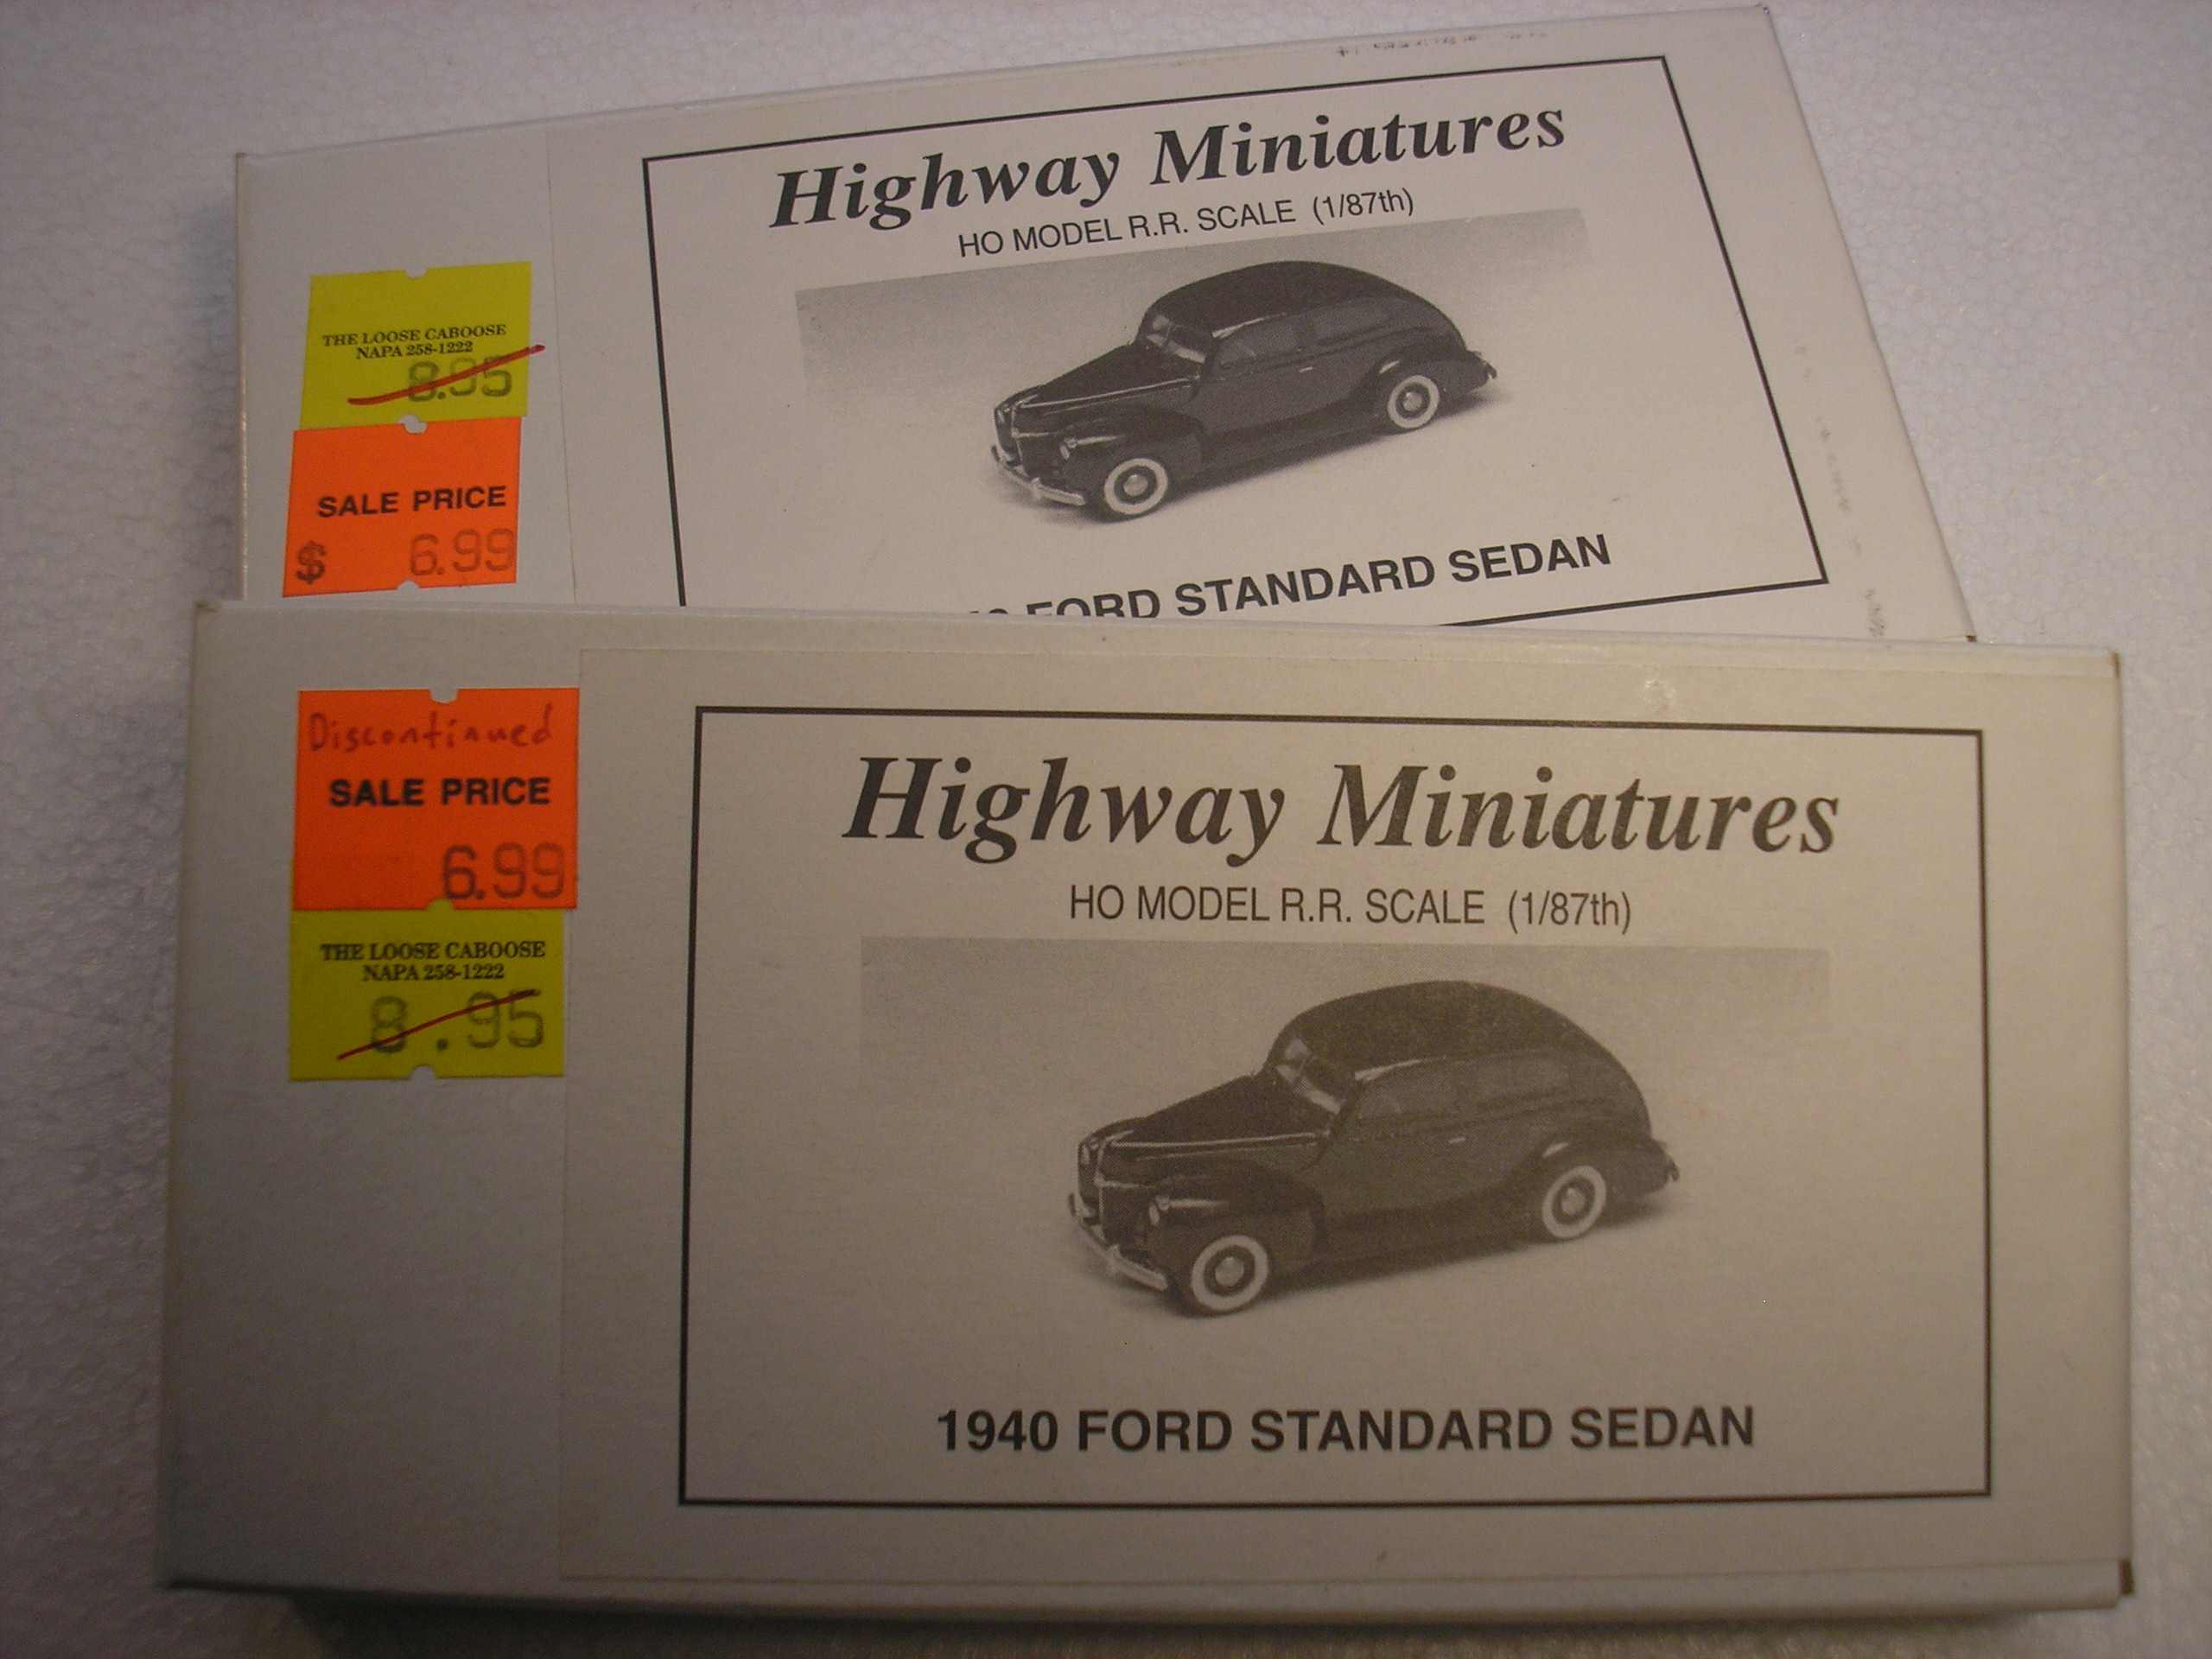 Highway Miniatures
HO MODEL R.R. SCALE (1/87th)
THE LOOSE CABOOSE
NAPA 258-1222
8.95
SALE PRICE
$ 6.99
FORD STANDARD SEDAN
Discontinued
SALE PRICE
6.99
THE LOOSE CABOOSE
NAPA 258-1222
8.95
Highway Miniatures
HO MODEL R.R. SCALE (1/87th)
1940 FORD STANDARD SEDAN